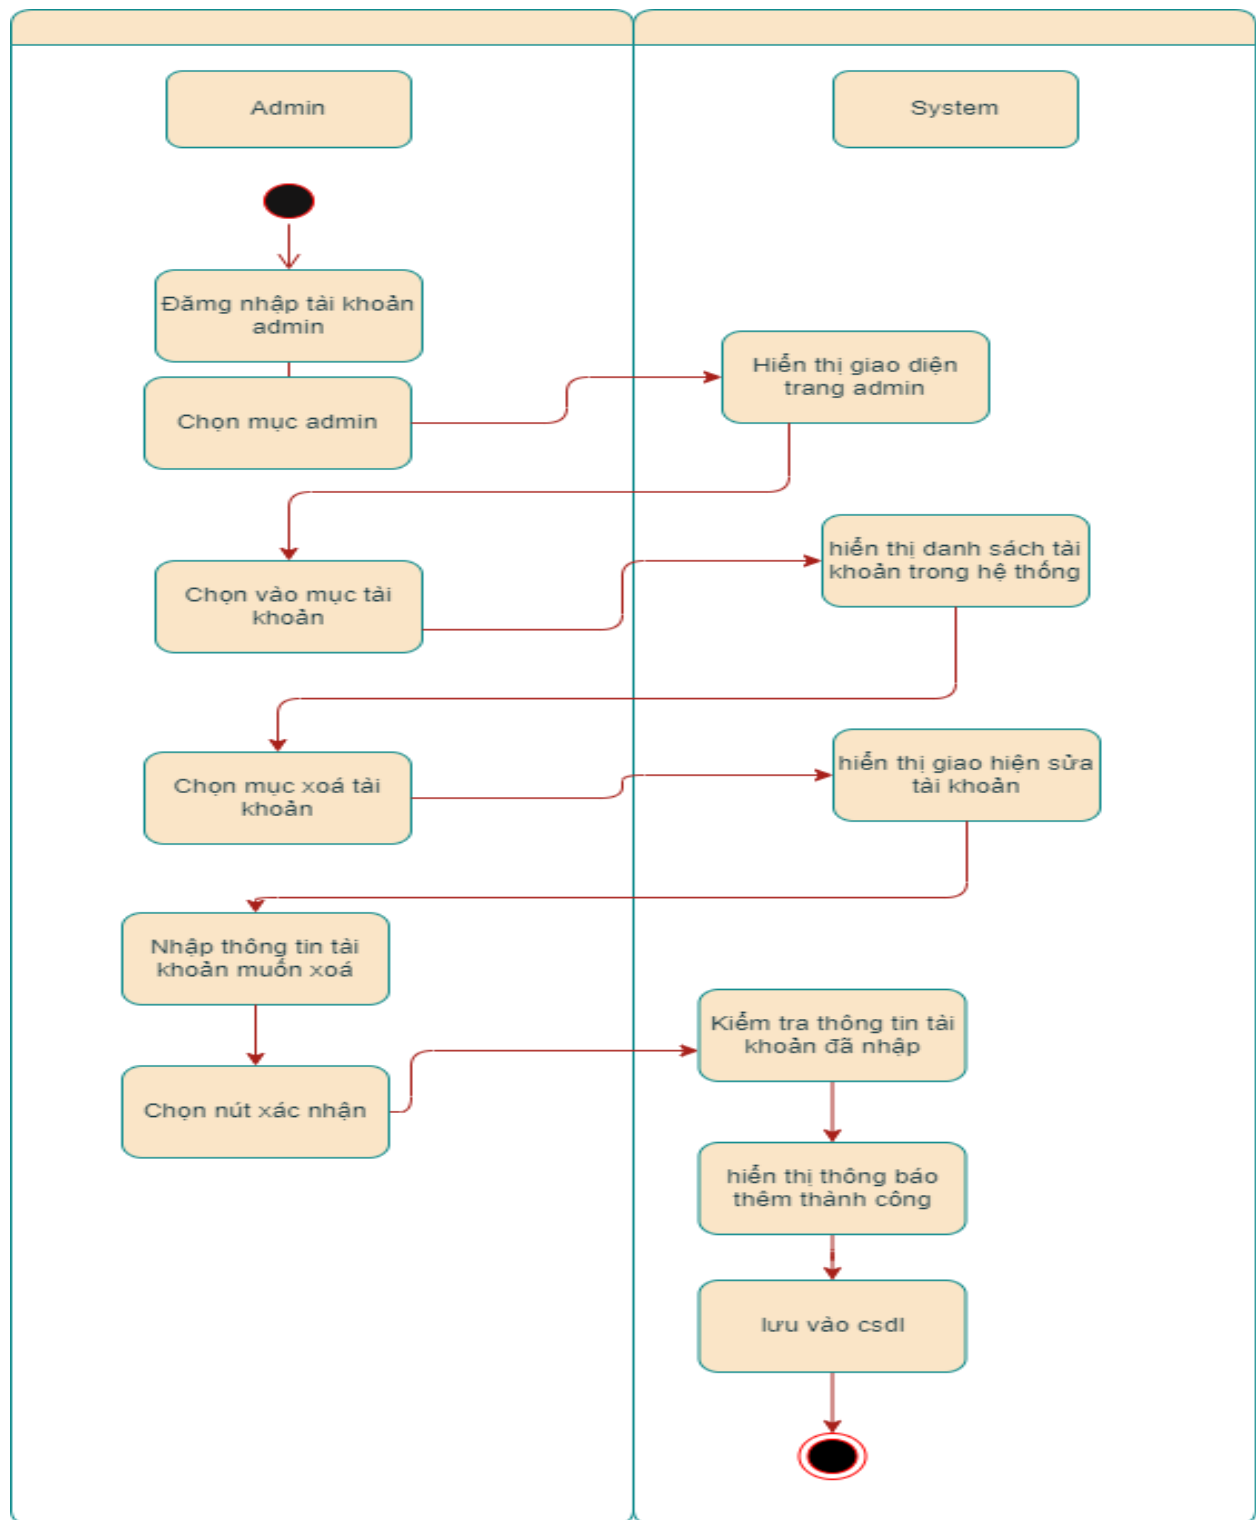 Admin
System
Đămg nhập tài khoản
admin
Chọn mục admin
Hiển thị giao diện
trang admin
Chọn vào mục tài
khoản
hiển thị danh sách tài
khoản trong hệ thống
Chọn mục xoá tài
khoản
hiển thị giao hiện sửa
tài khoản
Nhập thông tin tài
khoản muốn xoá
Chọn nút xác nhận
Kiểm tra thông tin tài
khoản đã nhập
hiển thị thông báo
thêm thành công
lưu vào csdl